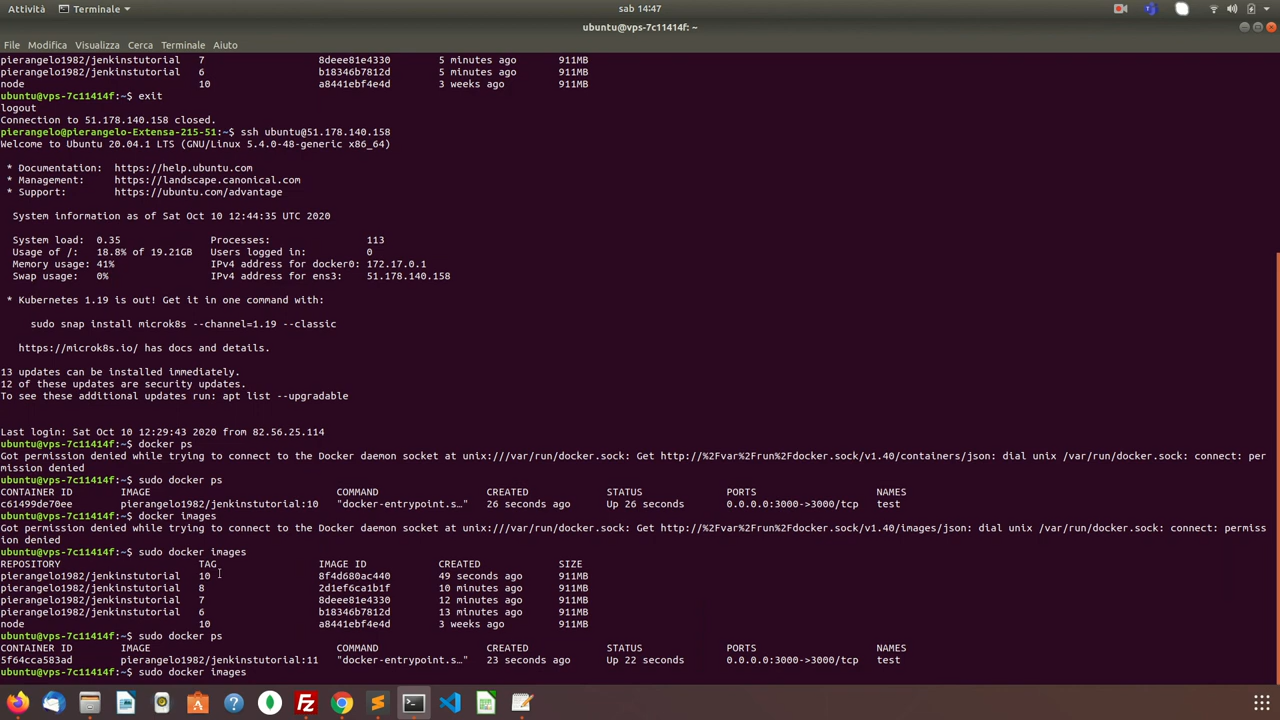 Attività
Terminale
sab 14:47
ubuntu@vps-7c11414f: ~
File Modifica Visualizza Cerca Terminale Aiuto
pierangelo1982/jenkinstutorial 7 8deee81e4330 5 minutes ago 911MB
pierangelo1982/jenkinstutorial 6 b18346b7812d 5 minutes ago 911MB
node 10 a8441ebf4e4d 3 weeks ago 911MB
ubuntu@vps-7c11414f:~$ exit
logout
Connection to 51.178.140.158 closed.
pierangelo@pierangelo-Extensa-215-51:~$ ssh ubuntu@51.178.140.158
Welcome to Ubuntu 20.04.1 LTS (GNU/Linux 5.4.0-48-generic x86_64)
* Documentation: https://help.ubuntu.com
* Management: https://landscape.canonical.com
* Support: https://ubuntu.com/advantage
System information as of Sat Oct 10 12:44:35 UTC 2020
System load: 0.35 Processes: 113
Usage of /: 18.8% of 19.21GB Users logged in: 0
Memory usage: 41% IPv4 address for docker0: 172.17.0.1
Swap usage: 0% IPv4 address for ens3: 51.178.140.158
* Kubernetes 1.19 is out! Get it in one command with:
sudo snap install microk8s --channel=1.19 --classic
https://microk8s.io/ has docs and details.
13 updates can be installed immediately.
12 of these updates are security updates.
To see these additional updates run: apt list --upgradable
Last login: Sat Oct 10 12:29:43 2020 from 82.56.25.114
ubuntu@vps-7c11414f:~$ docker ps
Got permission denied while trying to connect to the Docker daemon socket at unix:///var/run/docker.sock: Get http://%2Fvar%2Frun%2Fdocker.sock/v1.40/containers/json: dial unix /var/run/docker.sock: connect: per
mission denied
ubuntu@vps-7c11414f:~$ sudo docker ps
CONTAINER ID IMAGE COMMAND CREATED STATUS PORTS NAMES
c61499de70ee pierangelo1982/jenkinstutorial:10 "docker-entrypoint.s…" 26 seconds ago Up 26 seconds 0.0.0.0:3000->3000/tcp test
ubuntu@vps-7c11414f:~$ docker images
Got permission denied while trying to connect to the Docker daemon socket at unix:///var/run/docker.sock: Get http://%2Fvar%2Frun%2Fdocker.sock/v1.40/images/json: dial unix /var/run/docker.sock: connect: permiss
ion denied
ubuntu@vps-7c11414f:~$ sudo docker images
REPOSITORY TAG IMAGE ID CREATED SIZE
pierangelo1982/jenkinstutorial 10 8f4d680ac440 49 seconds ago 911MB
pierangelo1982/jenkinstutorial 8 2d1ef6ca1b1f 10 minutes ago 911MB
pierangelo1982/jenkinstutorial 7 8deee81e4330 12 minutes ago 911MB
pierangelo1982/jenkinstutorial 6 b18346b7812d 13 minutes ago 911MB
node 10 a8441ebf4e4d 3 weeks ago 911MB
ubuntu@vps-7c11414f:~$ sudo docker ps
CONTAINER ID IMAGE COMMAND CREATED STATUS PORTS NAMES
5f64cca583ad pierangelo1982/jenkinstutorial:11 "docker-entrypoint.s…" 23 seconds ago Up 22 seconds 0.0.0.0:3000->3000/tcp test
ubuntu@vps-7c11414f:~$ sudo docker images